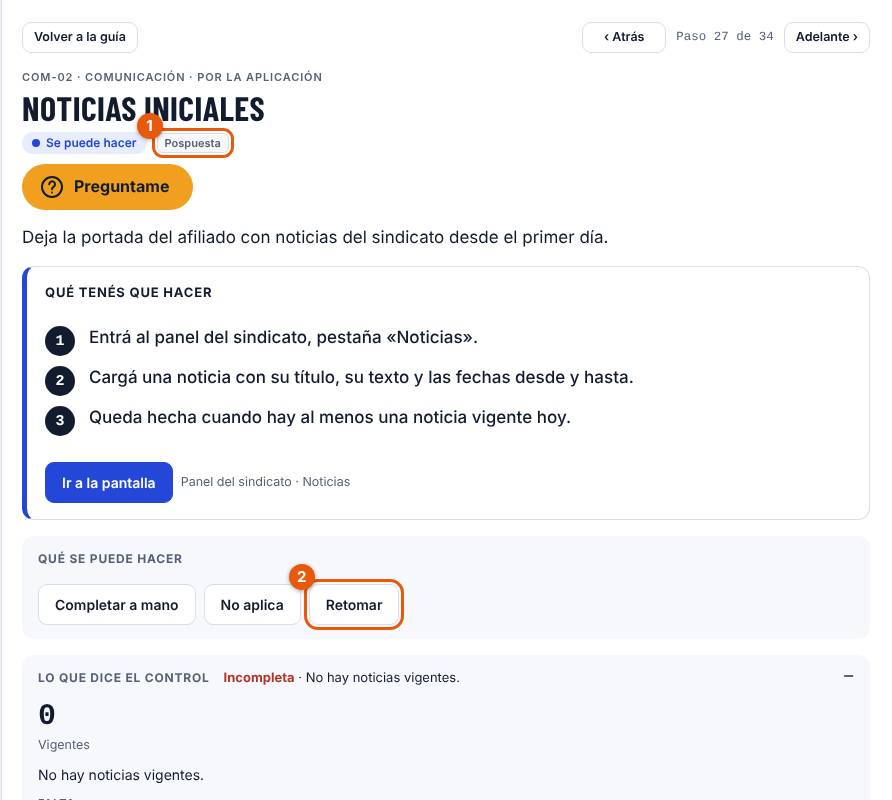 Volver a la guía
‹ Atrás Paso 27 de 34 Adelante ›
COM-02 · COMUNICACIÓN · POR LA APLICACIÓN
NOTICIAS INICIALES
1
Se puede hacer Pospuesta
Preguntame
Deja la portada del afiliado con noticias del sindicato desde el primer día.
QUÉ TENÉS QUE HACER
1 Entrá al panel del sindicato, pestaña «Noticias».
2 Cargá una noticia con su título, su texto y las fechas desde y hasta.
3 Queda hecha cuando hay al menos una noticia vigente hoy.
Ir a la pantalla Panel del sindicato · Noticias
QUÉ SE PUEDE HACER
2
Completar a mano No aplica Retomar
LO QUE DICE EL CONTROL Incompleta · No hay noticias vigentes. –
0
Vigentes
No hay noticias vigentes.